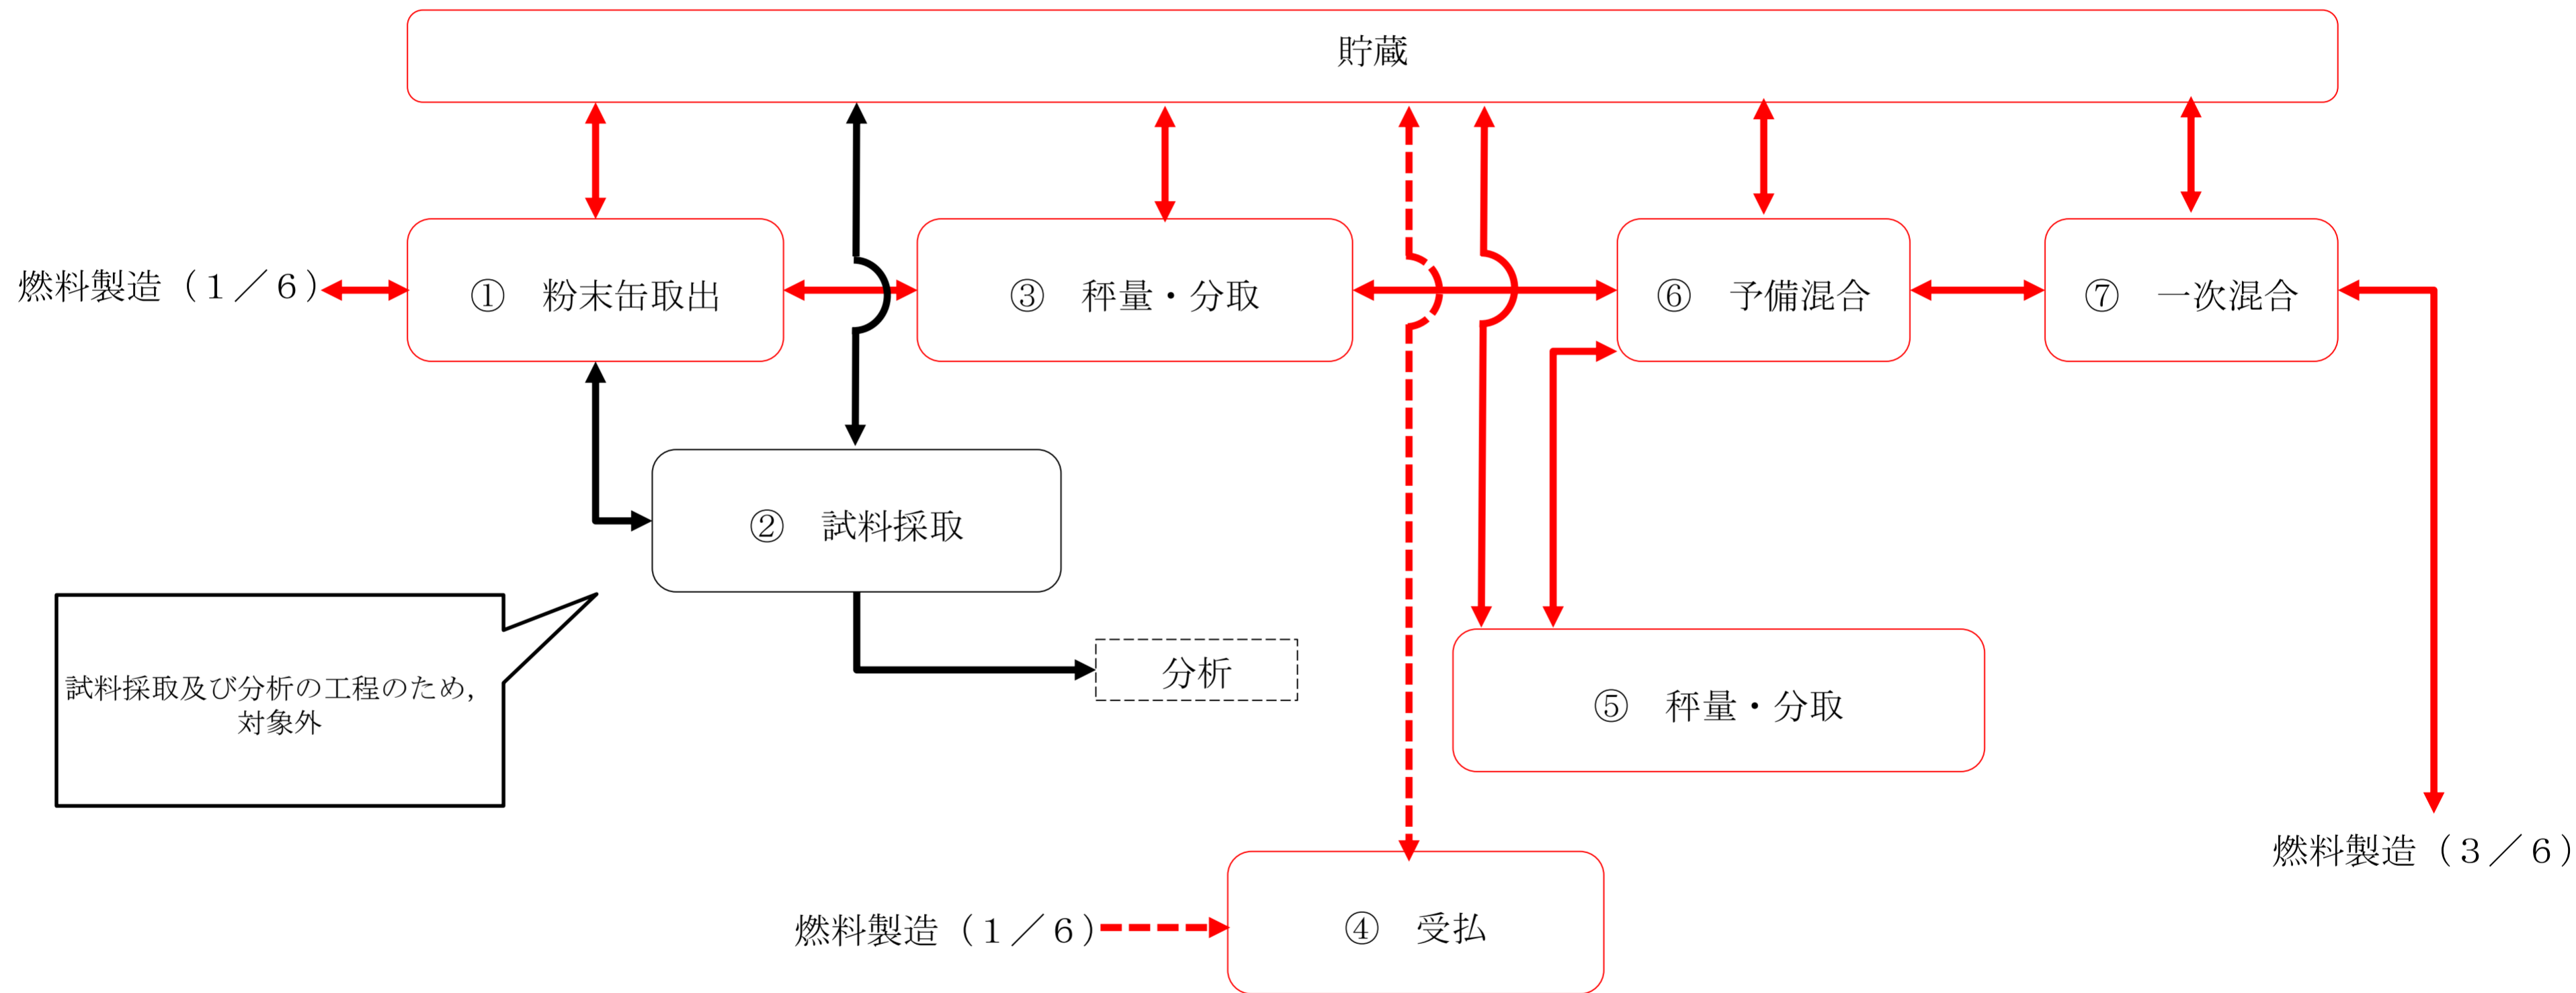 貯蔵
燃料製造（１／６）
①　粉末缶取出
③　秤量・分取
⑥　予備混合
⑦　一次混合
②　試料採取
試料採取及び分析の工程のため，
対象外
分析
⑤　秤量・分取
燃料製造（３／６）
燃料製造（１／６）
④　受払